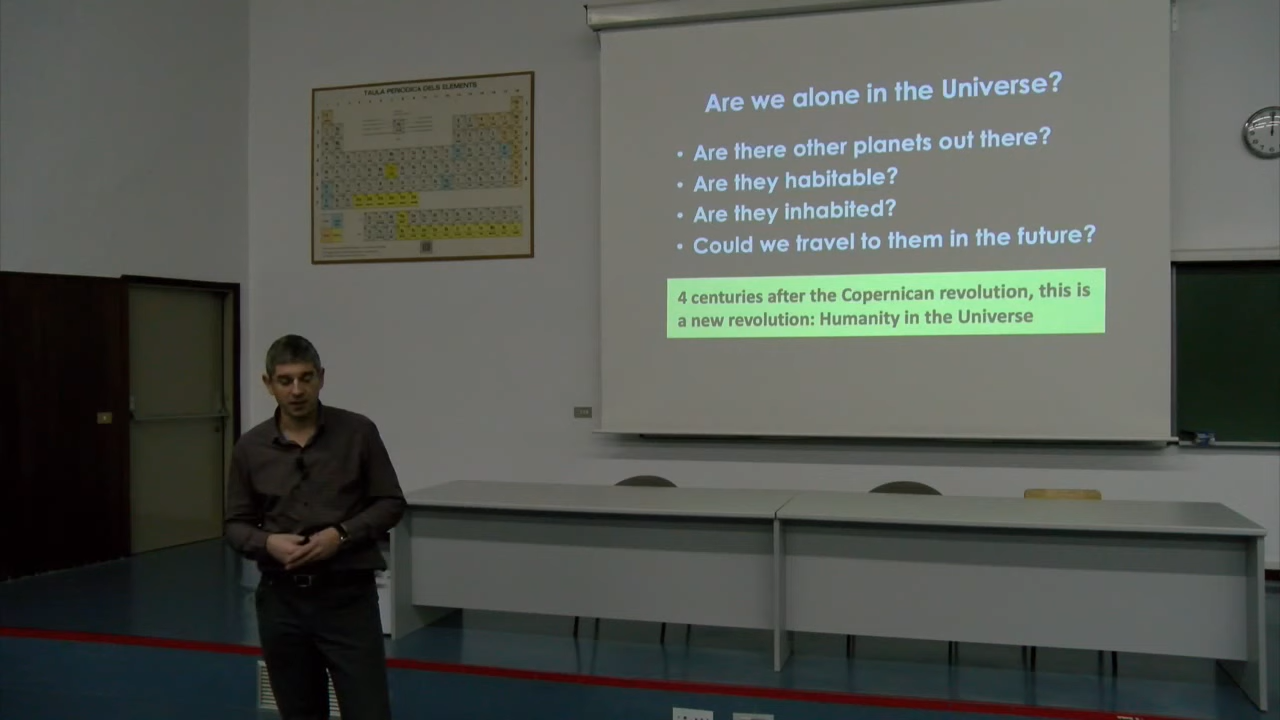 TAULA PERIÒDICA DELS ELEMENTS
Are we alone in the Universe?
• Are there other planets out there?
• Are they habitable?
• Are they inhabited?
• Could we travel to them in the future?
4 centuries after the Copernican revolution, this is
a new revolution: Humanity in the Universe